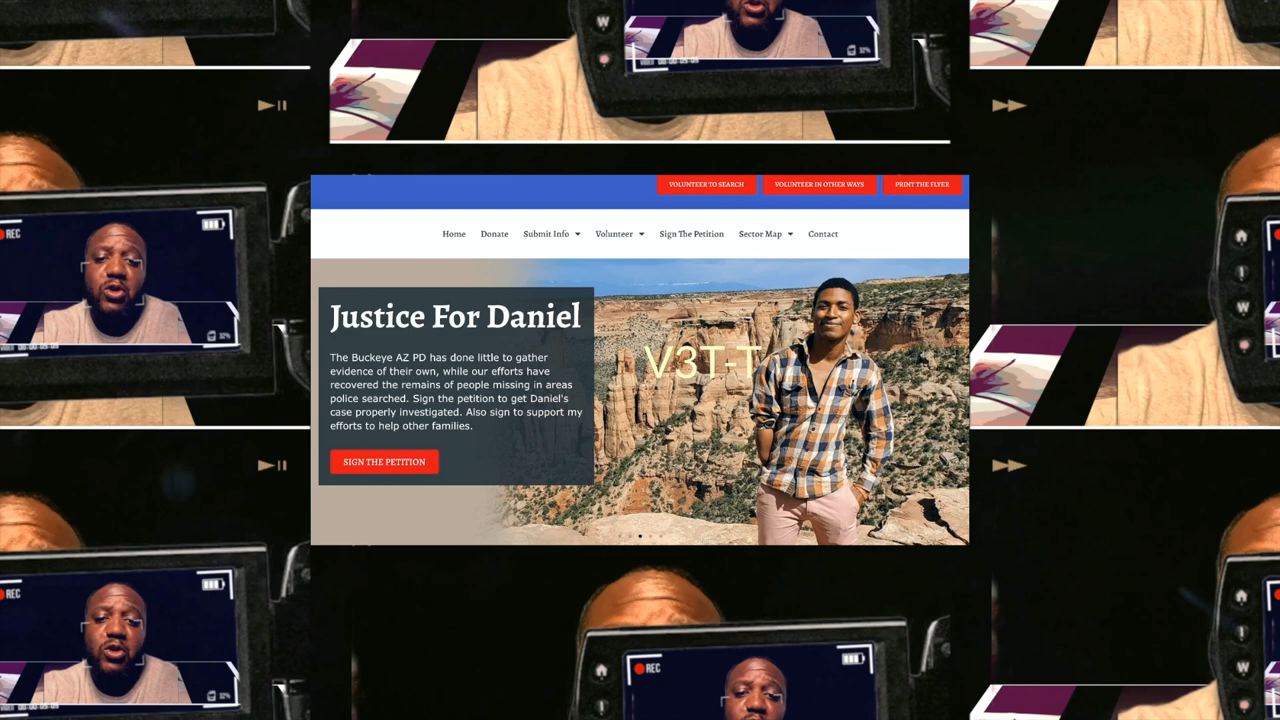 W
VOLUNTEER TO SEARCH
VOLUNTEER IN OTHER WAYS
PRINT THE FLYER
Home
Donate
Submit Info
Volunteer
Sign The Petition
Sector Map
Contact
REC
W
Justice For Daniel
V3T-T
The Buckeye AZ PD has done little to gather
evidence of their own, while our efforts have
recovered the remains of people missing in areas
police searched. Sign the petition to get Daniel's
case properly investigated. Also sign to support my
efforts to help other families.
SIGN THE PETITION
REC
REC
W